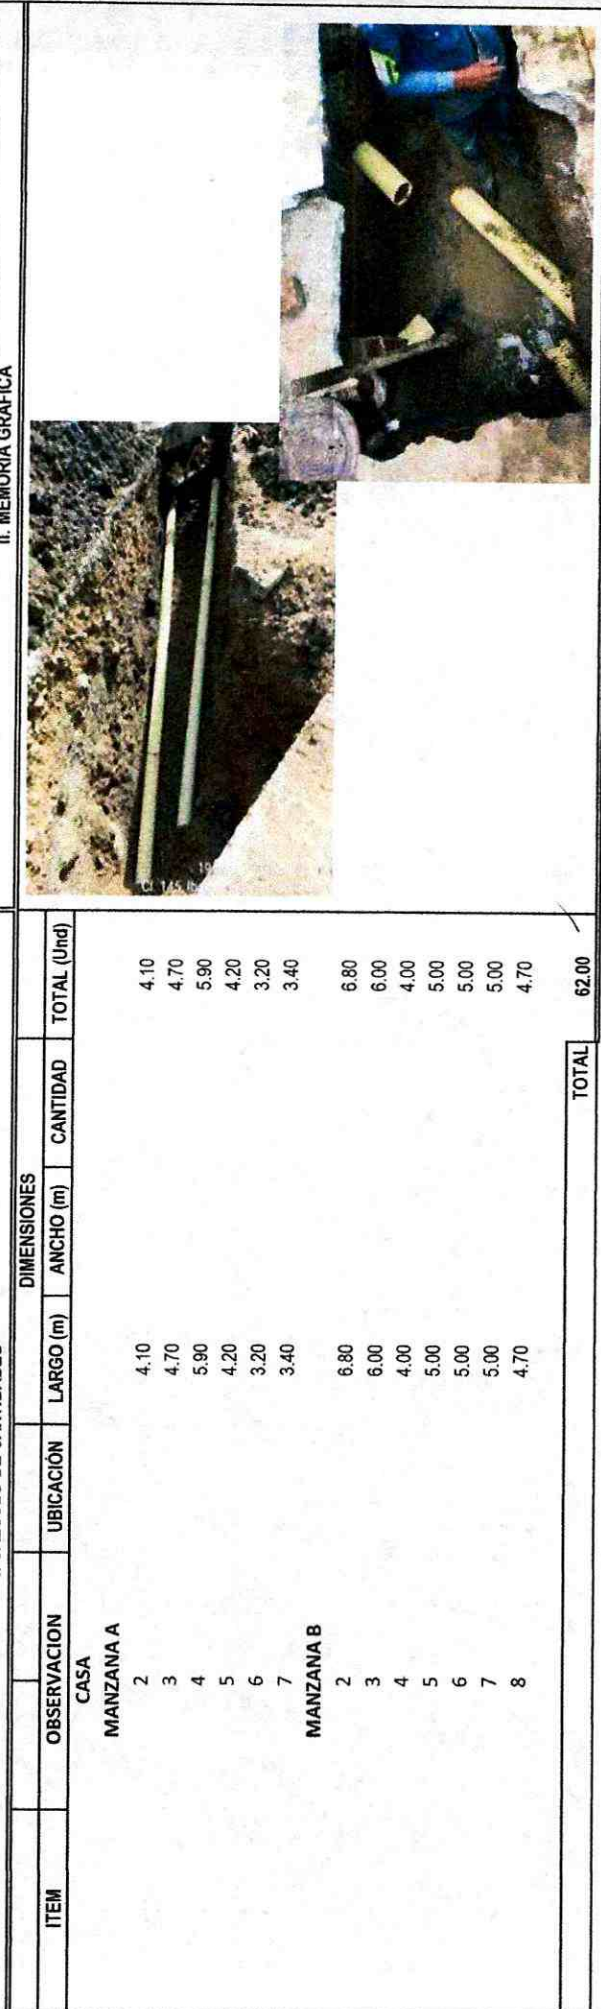 II. MEMORIA GRÁFICA
DIMENSIONES
ITEM OBSERVACION UBICACIÓN LARGO (m) ANCHO (m) CANTIDAD TOTAL (Und)
CASA
MANZANA A
2 4.10 4.10
3 4.70 4.70
4 5.90 5.90
5 4.20 4.20
6 3.20 3.20
7 3.40 3.40
MANZANA B
2 6.80 6.80
3 6.00 6.00
4 4.00 4.00
5 5.00 5.00
6 5.00 5.00
7 5.00 5.00
8 4.70 4.70
TOTAL 62.00